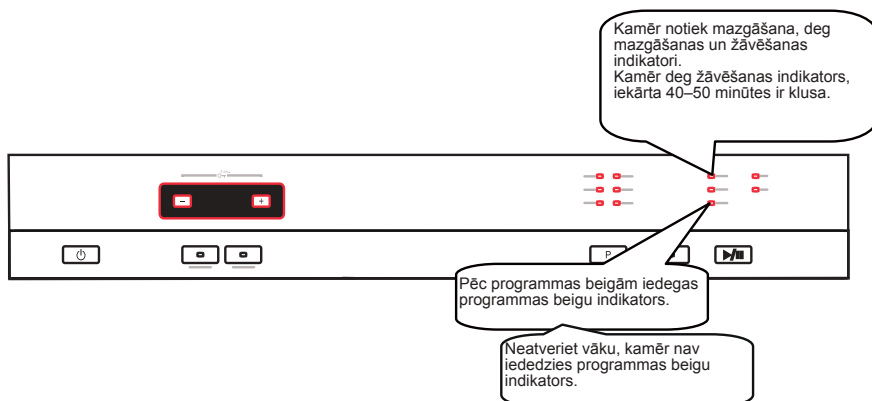 Kamēr notiek mazgāšana, deg
mazgāšanas un žāvēšanas
indikatori.
Kamēr deg žāvēšanas indikators,
iekārta 40–50 minūtes ir klusa.
P
Pēc programmas beigām iedegas
programmas beigu indikators.
Neatveriet vāku, kamēr nav
iededzies programmas beigu
indikators.